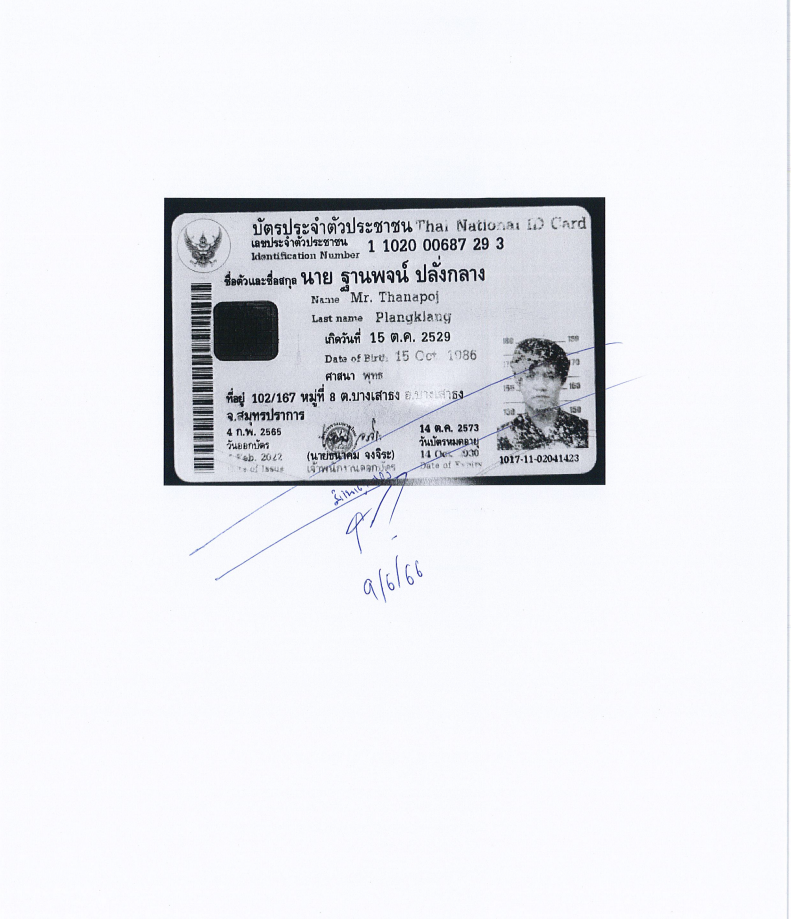 บัตรประจำตัวประชาชน Thai National ID Card
เลขประจำตัวประชาชน 1 1020 00687 29 3
Identification Number
ชื่อตัวและชื่อสกุล นาย ฐานพจน์ ปลั่งกลาง
Name Mr. Thanapoj
Last name Plangklang
เกิดวันที่ 15 ต.ค. 2529
Date of Birth 15 Oct. 1986
ศาสนา พุทธ
ที่อยู่ 102/167 หมู่ที่ 8 ต.บางเสาธง อ.บางเสาธง
จ.สมุทรปราการ
4 ก.พ. 2565
วันออกบัตร
Feb. 2022
Date of Issue
(นายธนาคม จงจิระ)
เจ้าพนักงานออกบัตร
14 ต.ค. 2573
วันบัตรหมดอายุ
14 Oct. 2030
Date of Expiry
160
150
1017-11-02041423
9/6/66